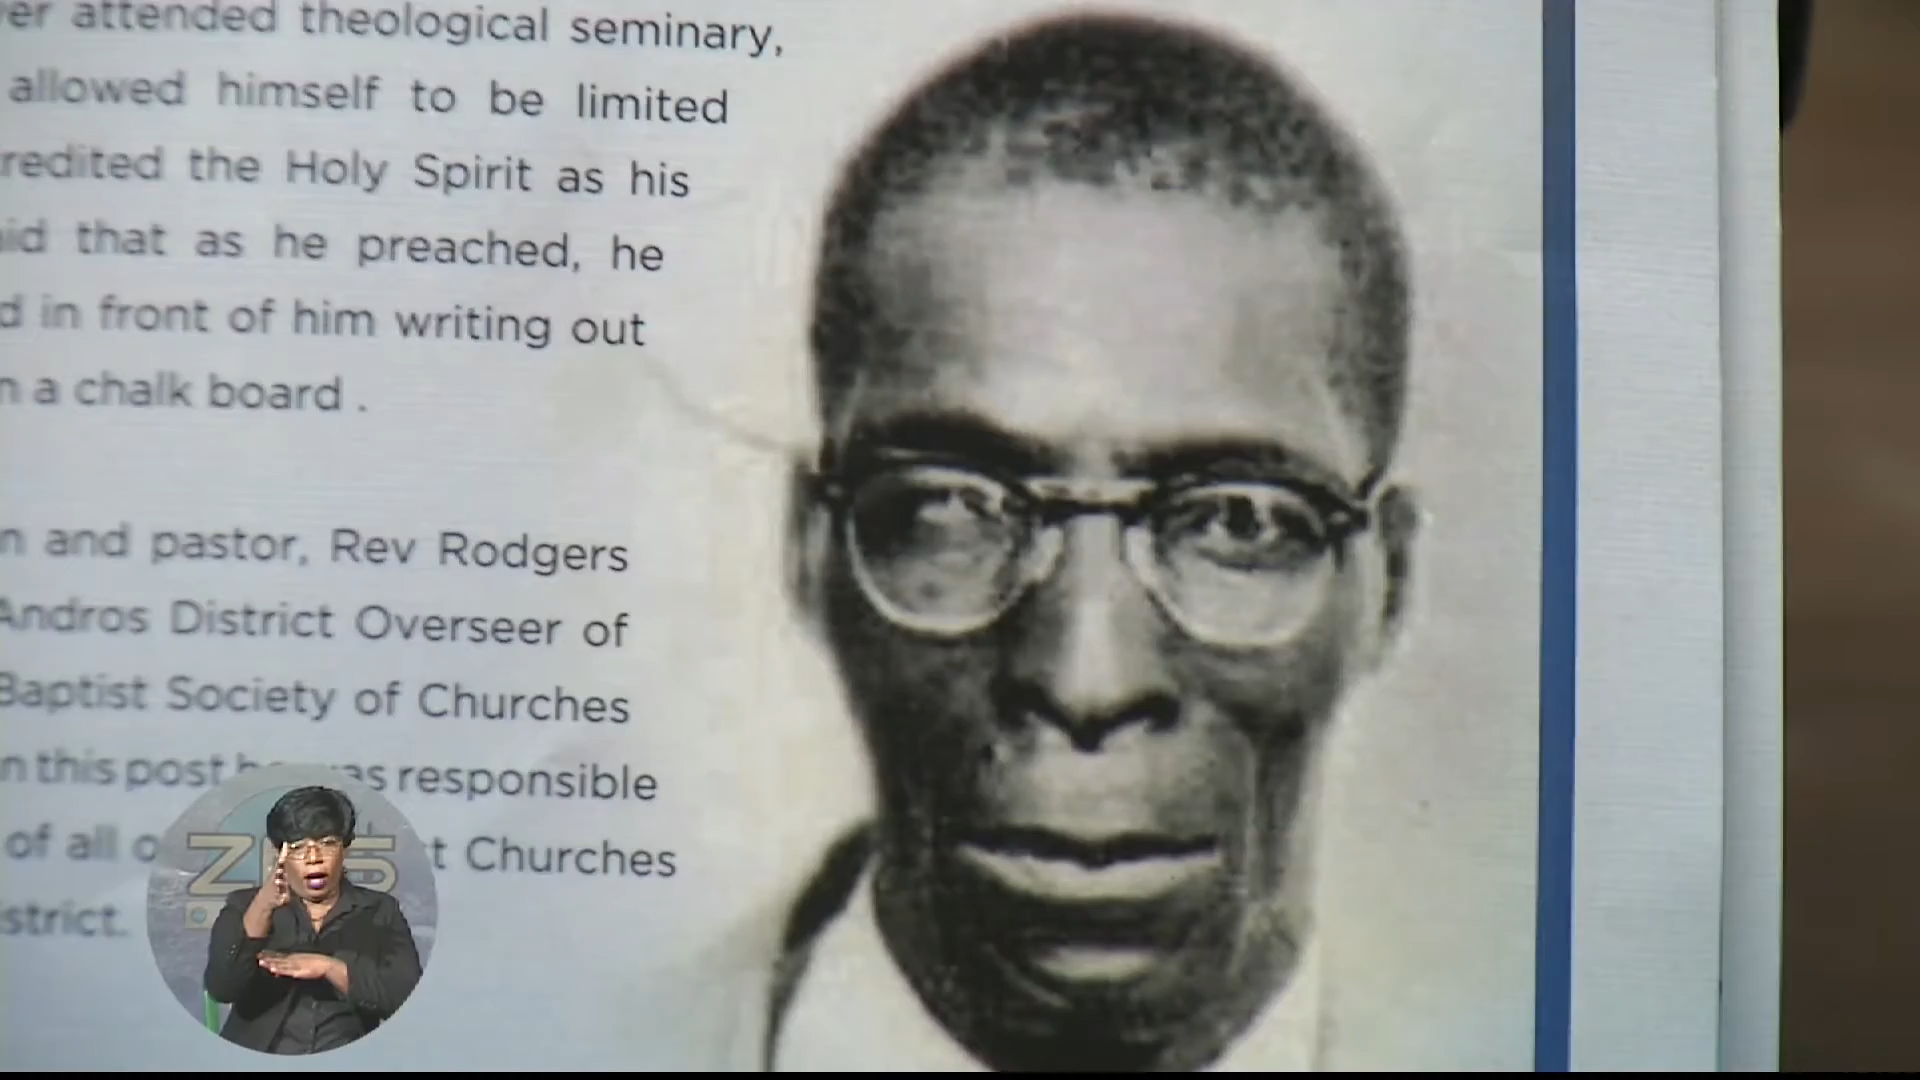 attended theological seminary,
allowed himself to be limited
redited the Holy Spirit as his
id that as he preached, he
d in front of him writing out
n a chalk board .
n and pastor, Rev Rodgers
Andros District Overseer of
Baptist Society of Churches
n this post responsible
of all t Churches
strict.
ZNS